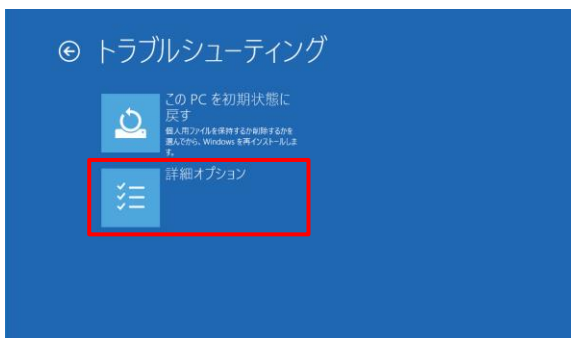 トラブルシューティング
この PC を初期状態に
戻す
個人用ファイルを保持するか削除するかを
選んでから、Windows を再インストールしま
す。
詳細オプション